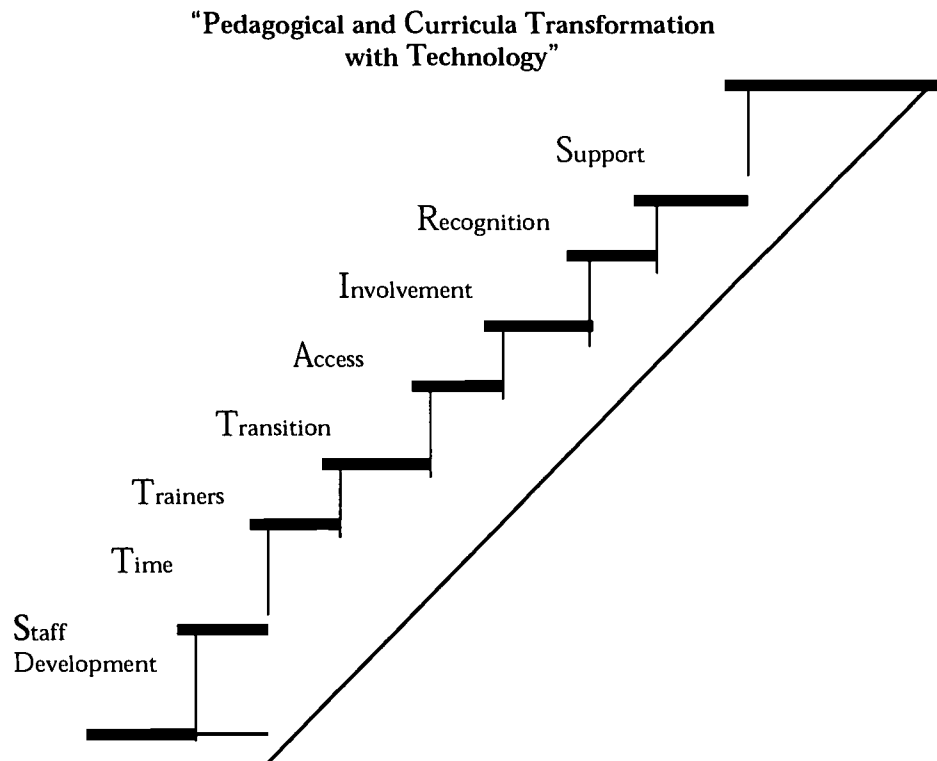 “Pedagogical and Curricula Transformation
with Technology”
Support
Recognition
Involvement
Access
Transition
Trainers
Time
Staff
Development